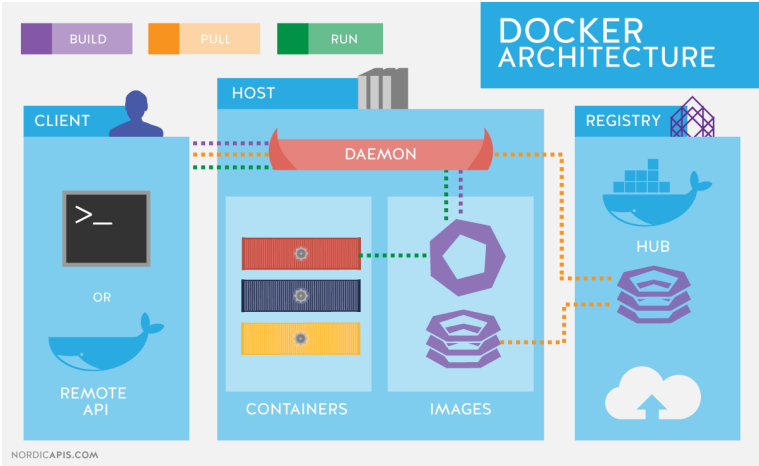 BUILD
PULL
RUN
DOCKER
ARCHITECTURE
CLIENT
HOST
REGISTRY
DAEMON
>_
OR
REMOTE
API
CONTAINERS
IMAGES
HUB
NORDICAPIS.COM